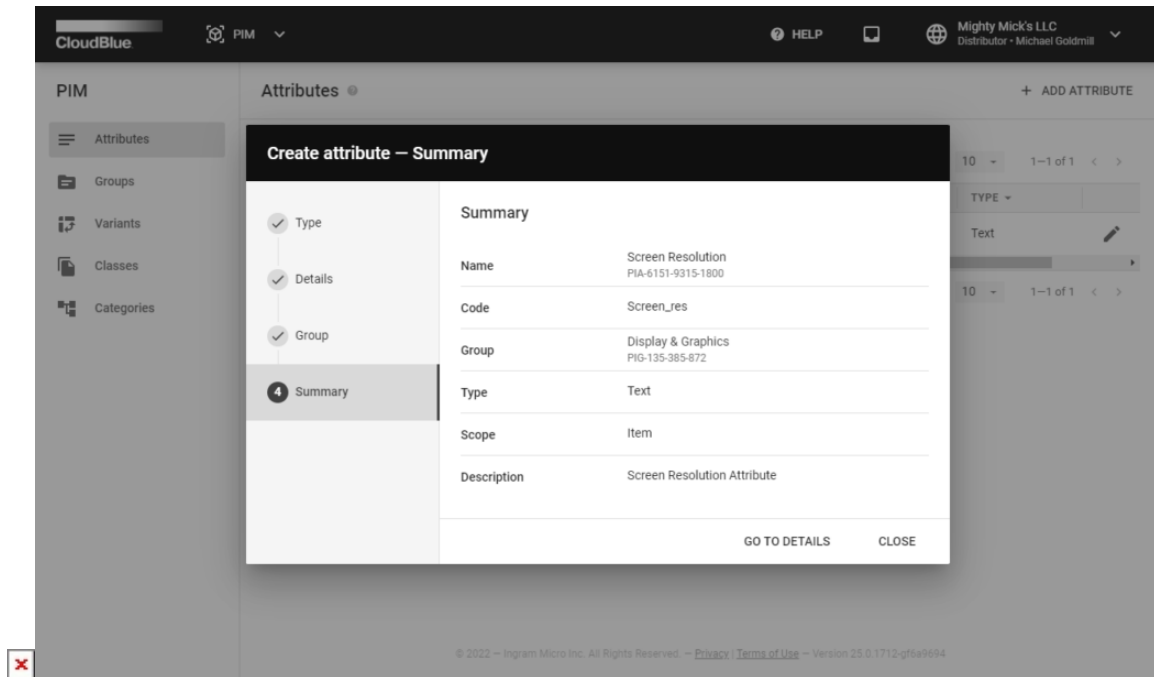 CloudBlue
PIM
HELP
Mighty Mick's LLC
Distributor • Michael Goldmill
PIM
Attributes
+ ADD ATTRIBUTE
Attributes
Groups
Variants
Classes
Categories
10
1–1 of 1
TYPE
Text
10
1–1 of 1
Create attribute — Summary
Type
Details
Group
4 Summary
Summary
Name
Screen Resolution
PIA-6151-9315-1800
Code
Screen_res
Group
Display & Graphics
PIG-135-385-872
Type
Text
Scope
Item
Description
Screen Resolution Attribute
GO TO DETAILS
CLOSE
© 2022 — Ingram Micro Inc. All Rights Reserved. — Privacy | Terms of Use — Version 25.0.1712-gf6a9694